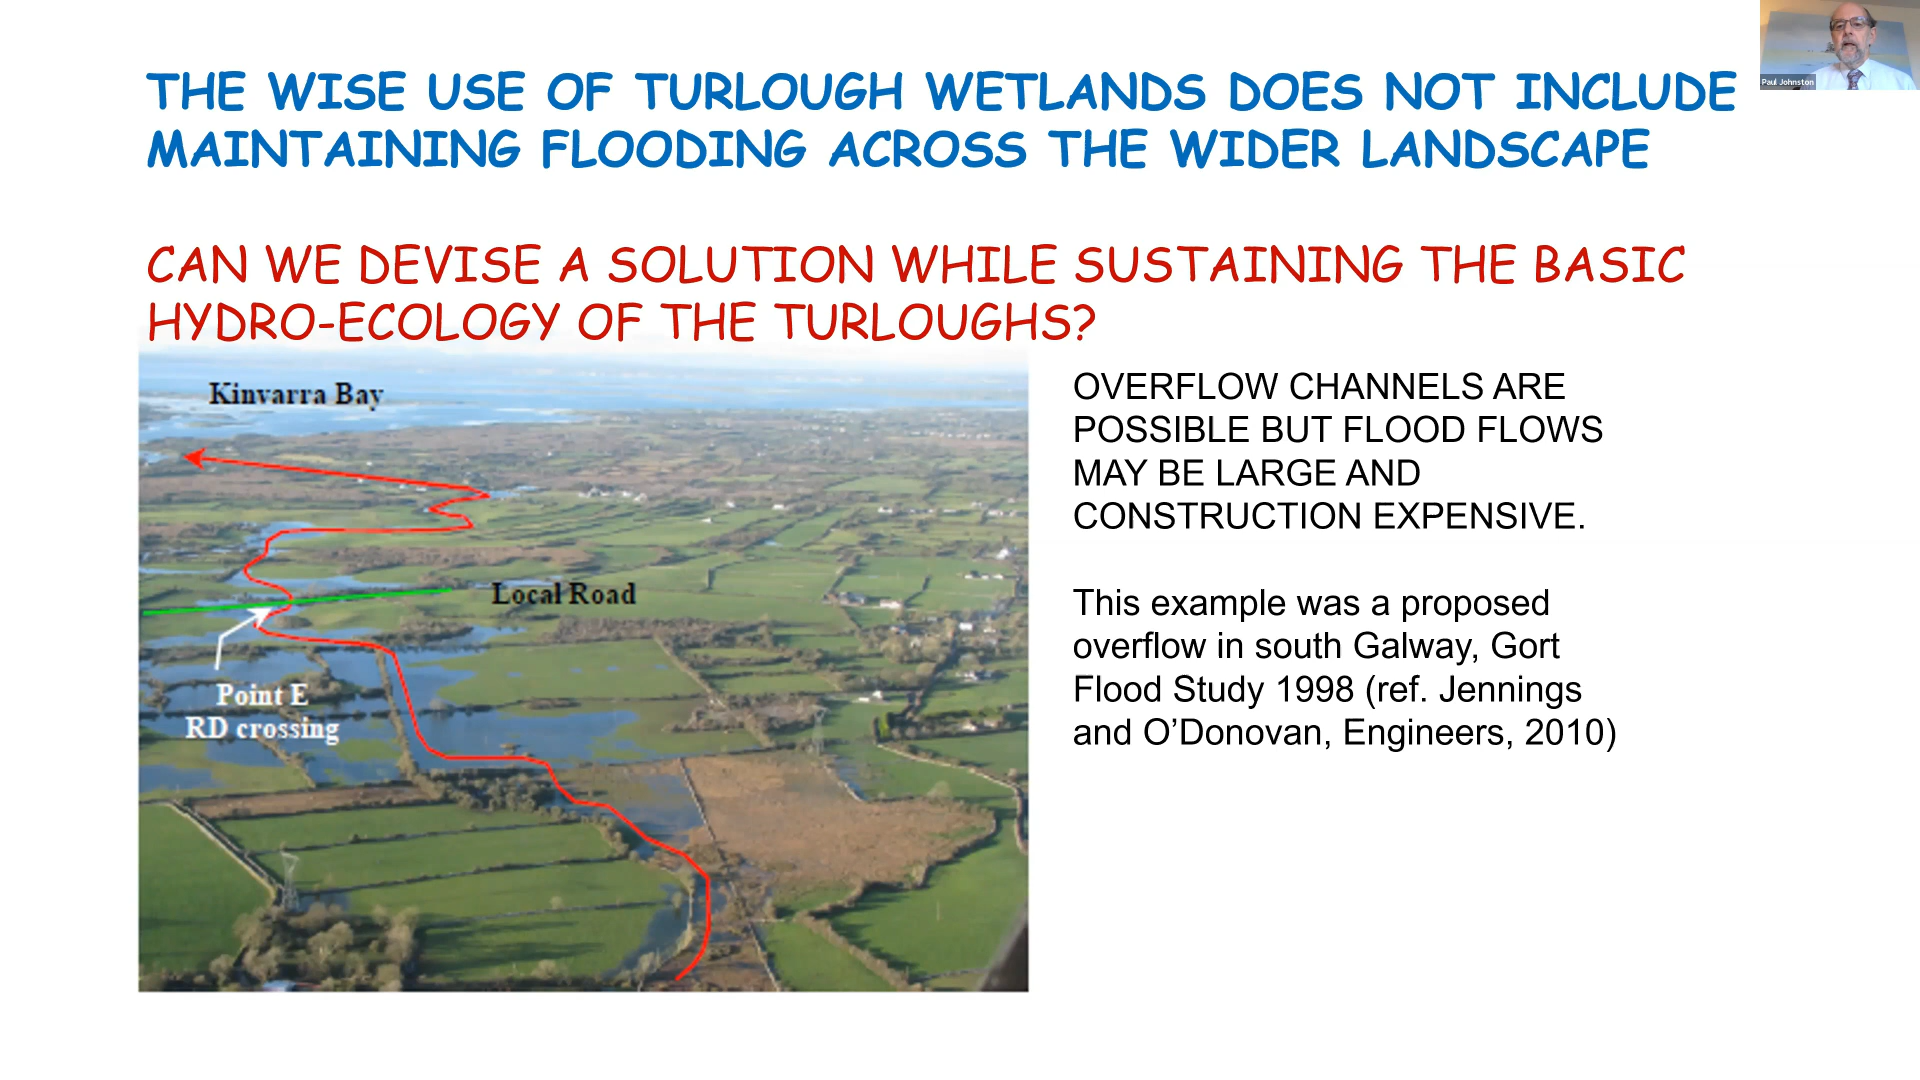 THE WISE USE OF TURLOUGH WETLANDS DOES NOT INCLUDE
MAINTAINING FLOODING ACROSS THE WIDER LANDSCAPE
Paul Johnston
CAN WE DEVISE A SOLUTION WHILE SUSTAINING THE BASIC
HYDRO-ECOLOGY OF THE TURLOUGHS?
Kinvarra Bay
Local Road
Point E
RD crossing
OVERFLOW CHANNELS ARE
POSSIBLE BUT FLOOD FLOWS
MAY BE LARGE AND
CONSTRUCTION EXPENSIVE.
This example was a proposed
overflow in south Galway, Gort
Flood Study 1998 (ref. Jennings
and O’Donovan, Engineers, 2010)